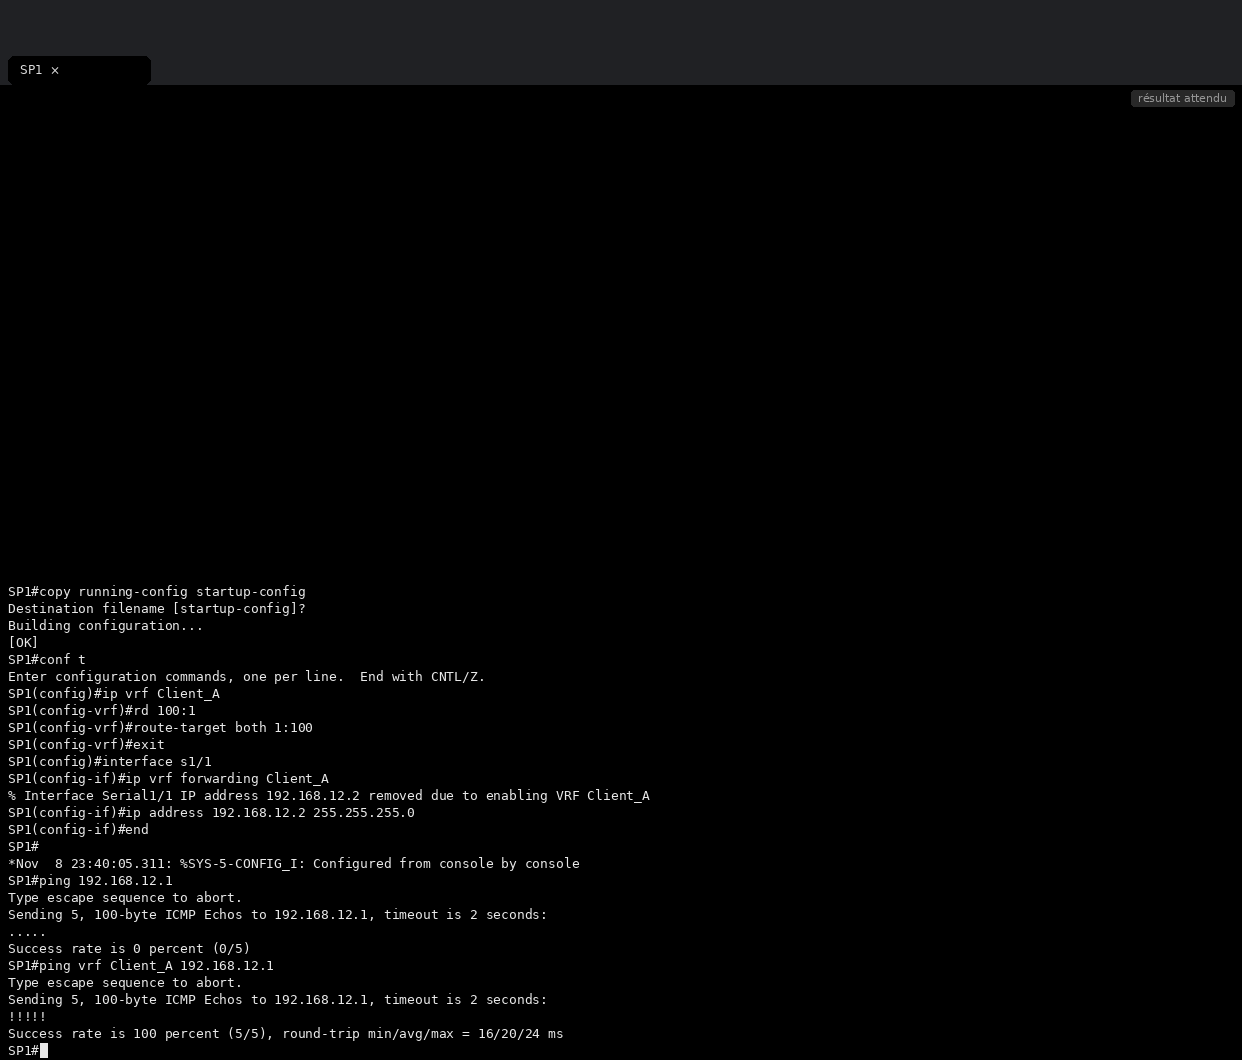 SP1 ×
résultat attendu
SP1#copy running-config startup-config
Destination filename [startup-config]?
Building configuration...
[OK]
SP1#conf t
Enter configuration commands, one per line.  End with CNTL/Z.
SP1(config)#ip vrf Client_A
SP1(config-vrf)#rd 100:1
SP1(config-vrf)#route-target both 1:100
SP1(config-vrf)#exit
SP1(config)#interface s1/1
SP1(config-if)#ip vrf forwarding Client_A
% Interface Serial1/1 IP address 192.168.12.2 removed due to enabling VRF Client_A
SP1(config-if)#ip address 192.168.12.2 255.255.255.0
SP1(config-if)#end
SP1#
*Nov  8 23:40:05.311: %SYS-5-CONFIG_I: Configured from console by console
SP1#ping 192.168.12.1
Type escape sequence to abort.
Sending 5, 100-byte ICMP Echos to 192.168.12.1, timeout is 2 seconds:
.....
Success rate is 0 percent (0/5)
SP1#ping vrf Client_A 192.168.12.1
Type escape sequence to abort.
Sending 5, 100-byte ICMP Echos to 192.168.12.1, timeout is 2 seconds:
!!!!!
Success rate is 100 percent (5/5), round-trip min/avg/max = 16/20/24 ms
SP1#